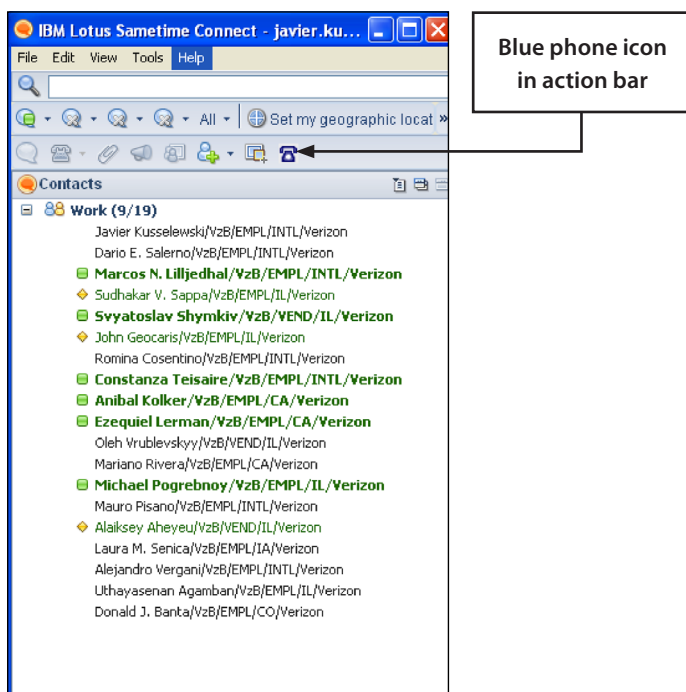 IBM Lotus Sametime Connect - javier.ku...
Blue phone icon
in action bar
File Edit View Tools Help
All Set my geographic locat »
Contacts
Work (9/19)
Javier Kusselewski/VzB/EMPL/INTL/Verizon
Dario E. Salerno/VzB/EMPL/INTL/Verizon
Marcos N. Lilljedhal/VzB/EMPL/INTL/Verizon
Sudhakar V. Sappa/VzB/EMPL/IL/Verizon
Svyatoslav Shymkiv/VzB/VEND/IL/Verizon
John Geocaris/VzB/EMPL/IL/Verizon
Romina Cosentino/VzB/EMPL/INTL/Verizon
Constanza Teisaire/VzB/EMPL/INTL/Verizon
Anibal Kolker/VzB/EMPL/CA/Verizon
Ezequiel Lerman/VzB/EMPL/CA/Verizon
Oleh Vrublevskyy/VzB/VEND/IL/Verizon
Mariano Rivera/VzB/EMPL/CA/Verizon
Michael Pogrebnoy/VzB/EMPL/IL/Verizon
Mauro Pisano/VzB/EMPL/INTL/Verizon
Alaiksey Aheyeu/VzB/VEND/IL/Verizon
Laura M. Senica/VzB/EMPL/IA/Verizon
Alejandro Vergani/VzB/EMPL/INTL/Verizon
Uthayasenan Agamban/VzB/EMPL/IL/Verizon
Donald J. Banta/VzB/EMPL/CO/Verizon